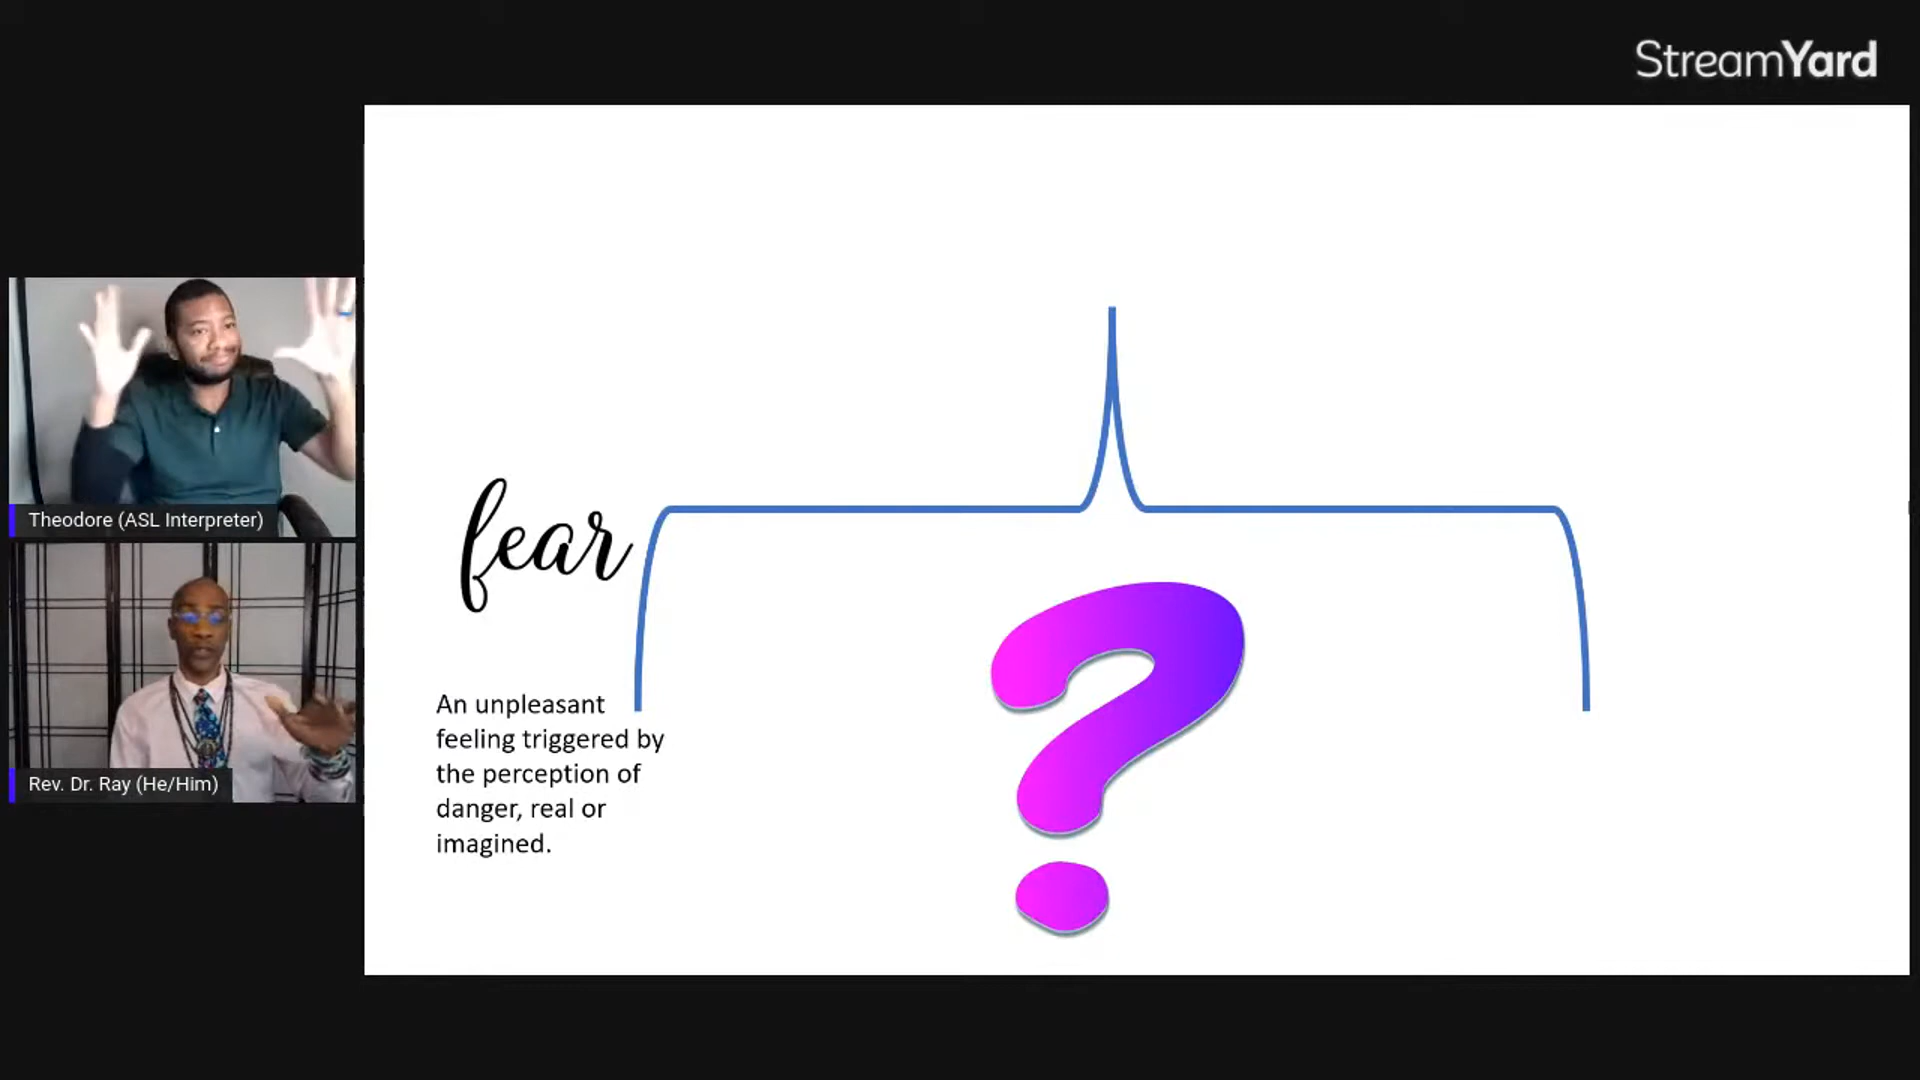 StreamYard
fear
An unpleasant
feeling triggered by
the perception of
danger, real or
imagined.
?
Theodore (ASL Interpreter)
Rev. Dr. Ray (He/Him)